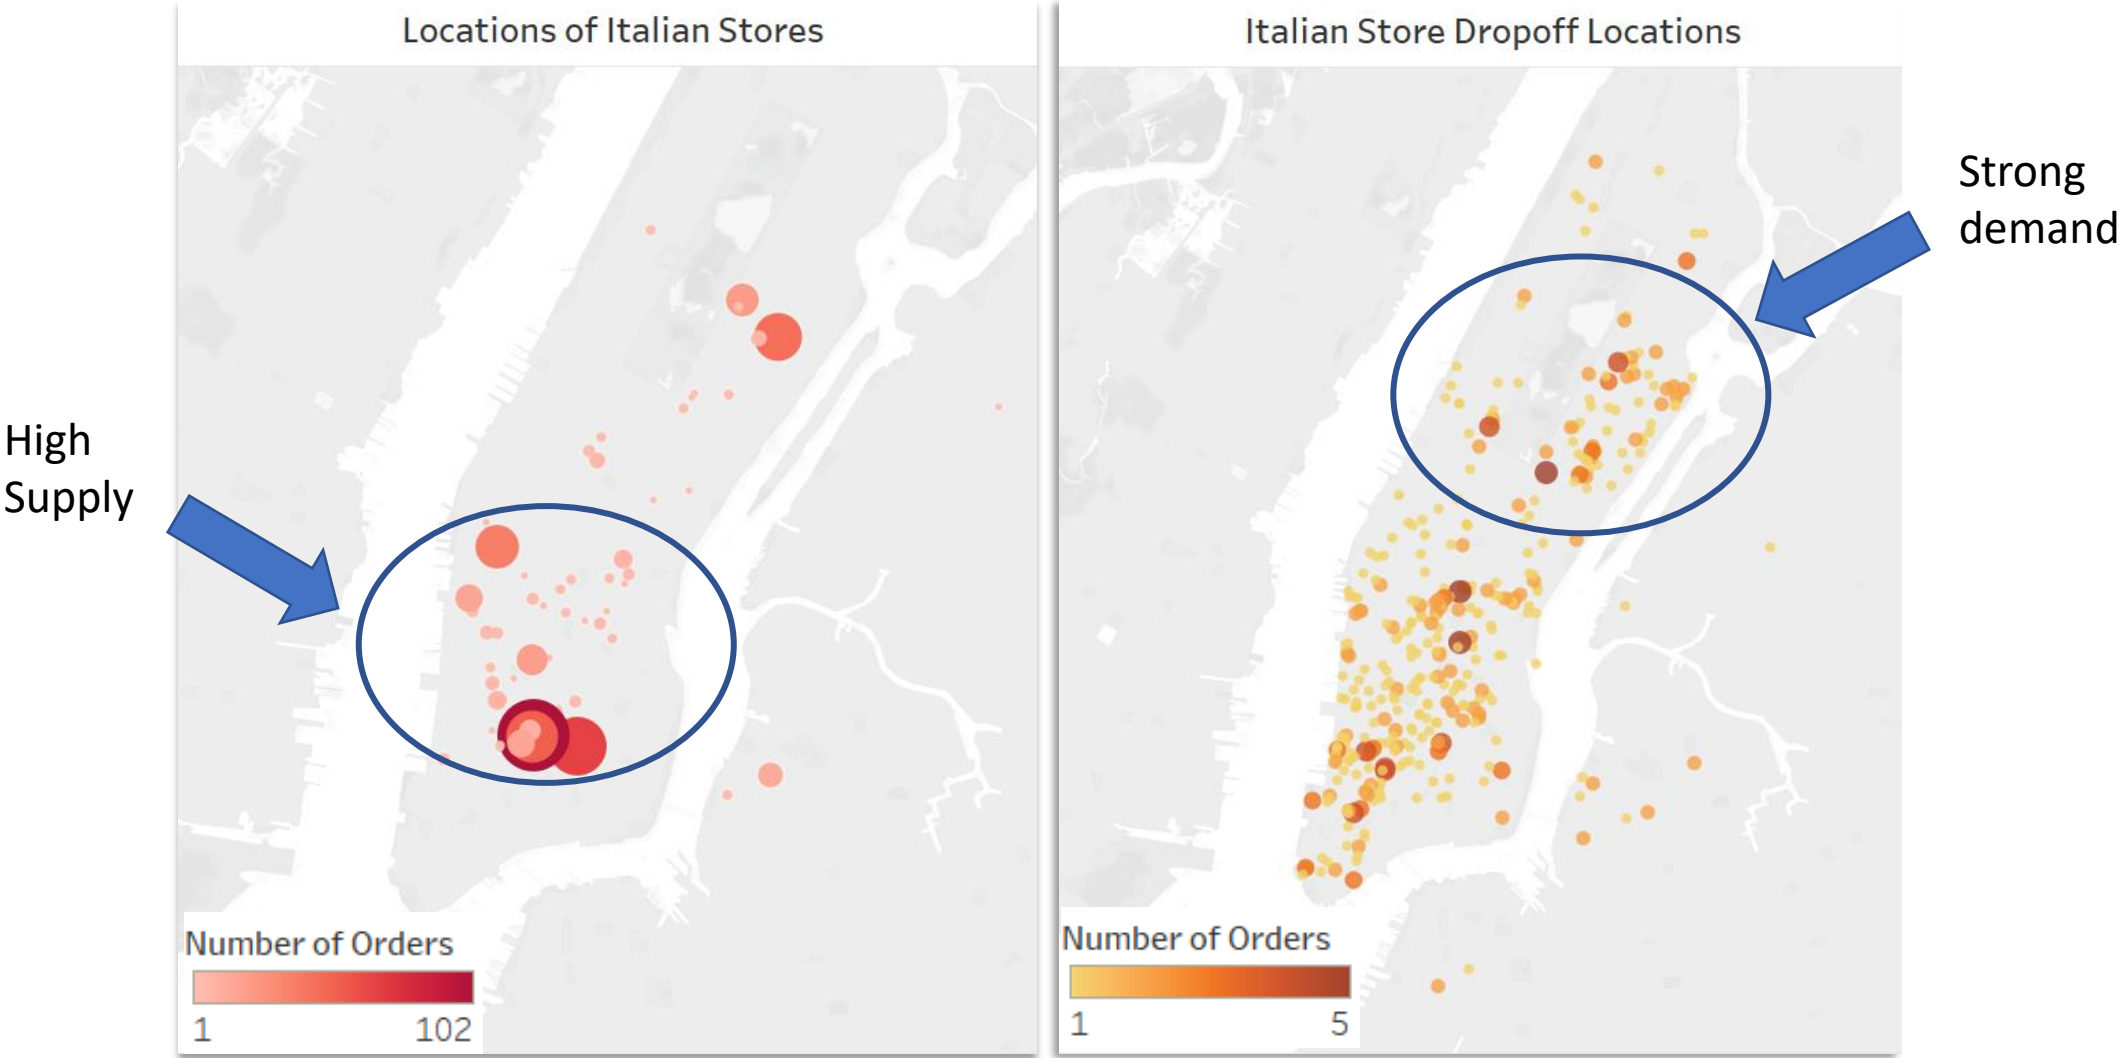 Locations of Italian Stores
Italian Store Dropoff Locations
Strong
demand
High
Supply
Number of Orders
1
102
Number of Orders
1
5